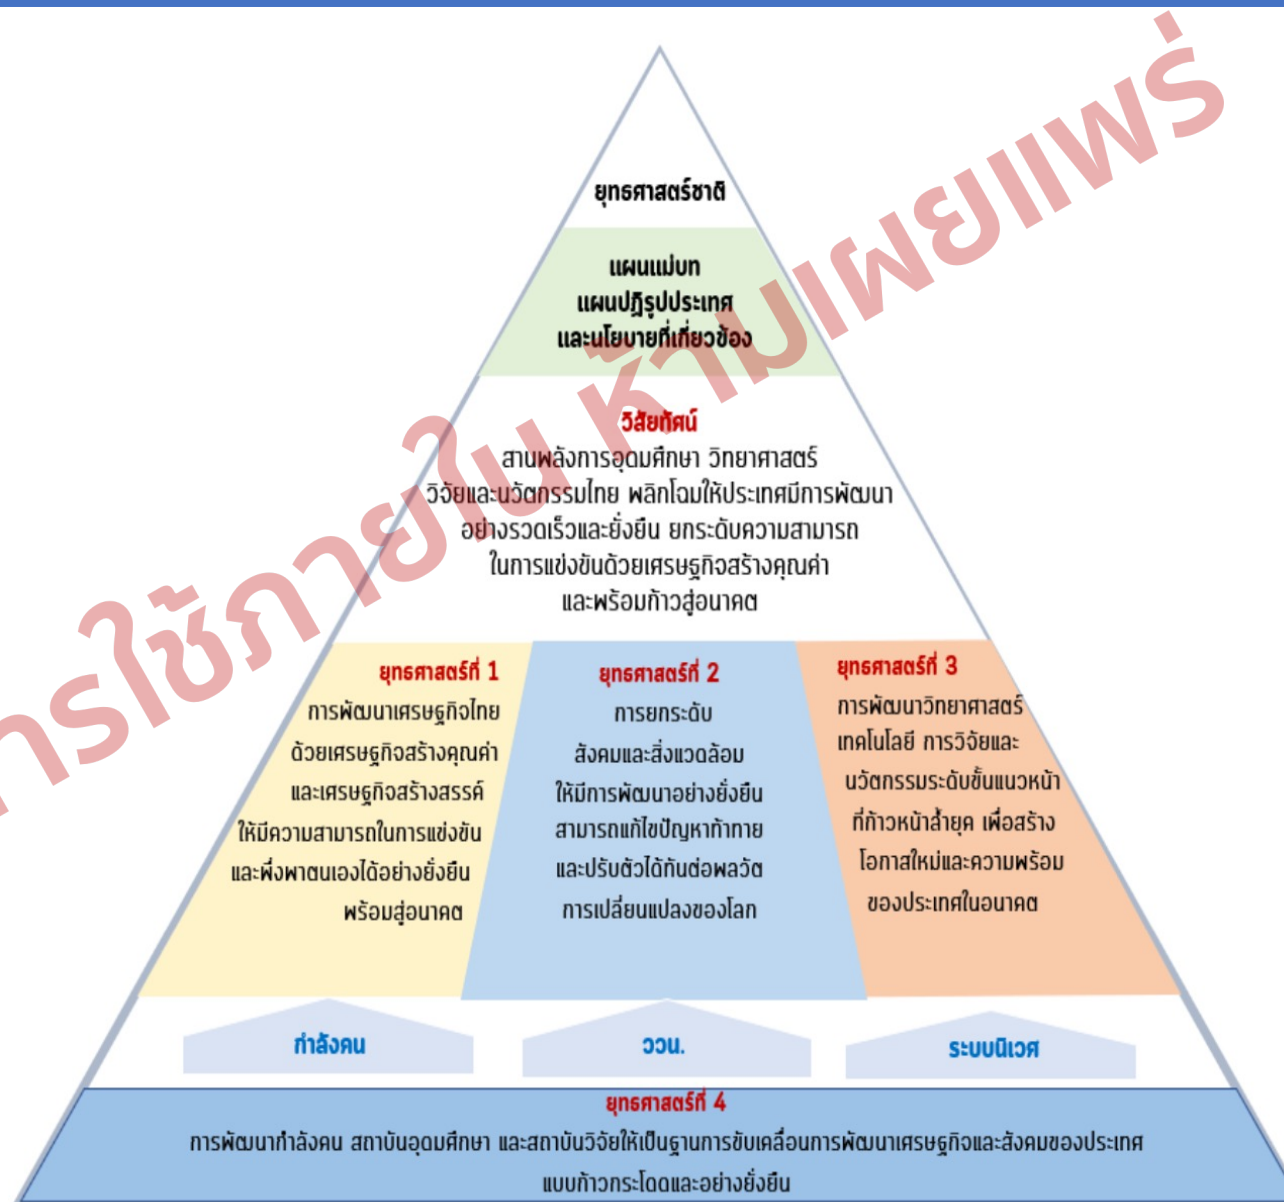 ยุทธศาสตร์ชาติ
แผนแม่บท
แผนปฏิรูปประเทศ
และนโยบายที่เกี่ยวข้อง
วิสัยทัศน์
สานพลังการอุดมศึกษา วิทยาศาสตร์
วิจัยและนวัตกรรมไทย พลิกโฉมให้ประเทศมีการพัฒนา
อย่างรวดเร็วและยั่งยืน ยกระดับความสามารถ
ในการแข่งขันด้วยเศรษฐกิจสร้างคุณค่า
และพร้อมก้าวสู่อนาคต
ยุทธศาสตร์ที่ 1
การพัฒนาเศรษฐกิจไทย
ด้วยเศรษฐกิจสร้างคุณค่า
และเศรษฐกิจสร้างสรรค์
ให้มีความสามารถในการแข่งขัน
และพึ่งพาตนเองได้อย่างยั่งยืน
พร้อมสู่อนาคต
ยุทธศาสตร์ที่ 2
การยกระดับ
สังคมและสิ่งแวดล้อม
ให้มีการพัฒนาอย่างยั่งยืน
สามารถแก้ไขปัญหาท้าทาย
และปรับตัวได้ทันต่อพลวัต
การเปลี่ยนแปลงของโลก
ยุทธศาสตร์ที่ 3
การพัฒนาวิทยาศาสตร์
เทคโนโลยี การวิจัยและ
นวัตกรรมระดับขั้นแนวหน้า
ที่ก้าวหน้าล้ำยุค เพื่อสร้าง
โอกาสใหม่และความพร้อม
ของประเทศในอนาคต
กำลังคน
ววน.
ระบบนิเวศ
ยุทธศาสตร์ที่ 4
การพัฒนากำลังคน สถาบันอุดมศึกษา และสถาบันวิจัยให้เป็นฐานการขับเคลื่อนการพัฒนาเศรษฐกิจและสังคมของประเทศ
แบบก้าวกระโดดและอย่างยั่งยืน
การใช้ภายใน ห้ามเผยแพร่